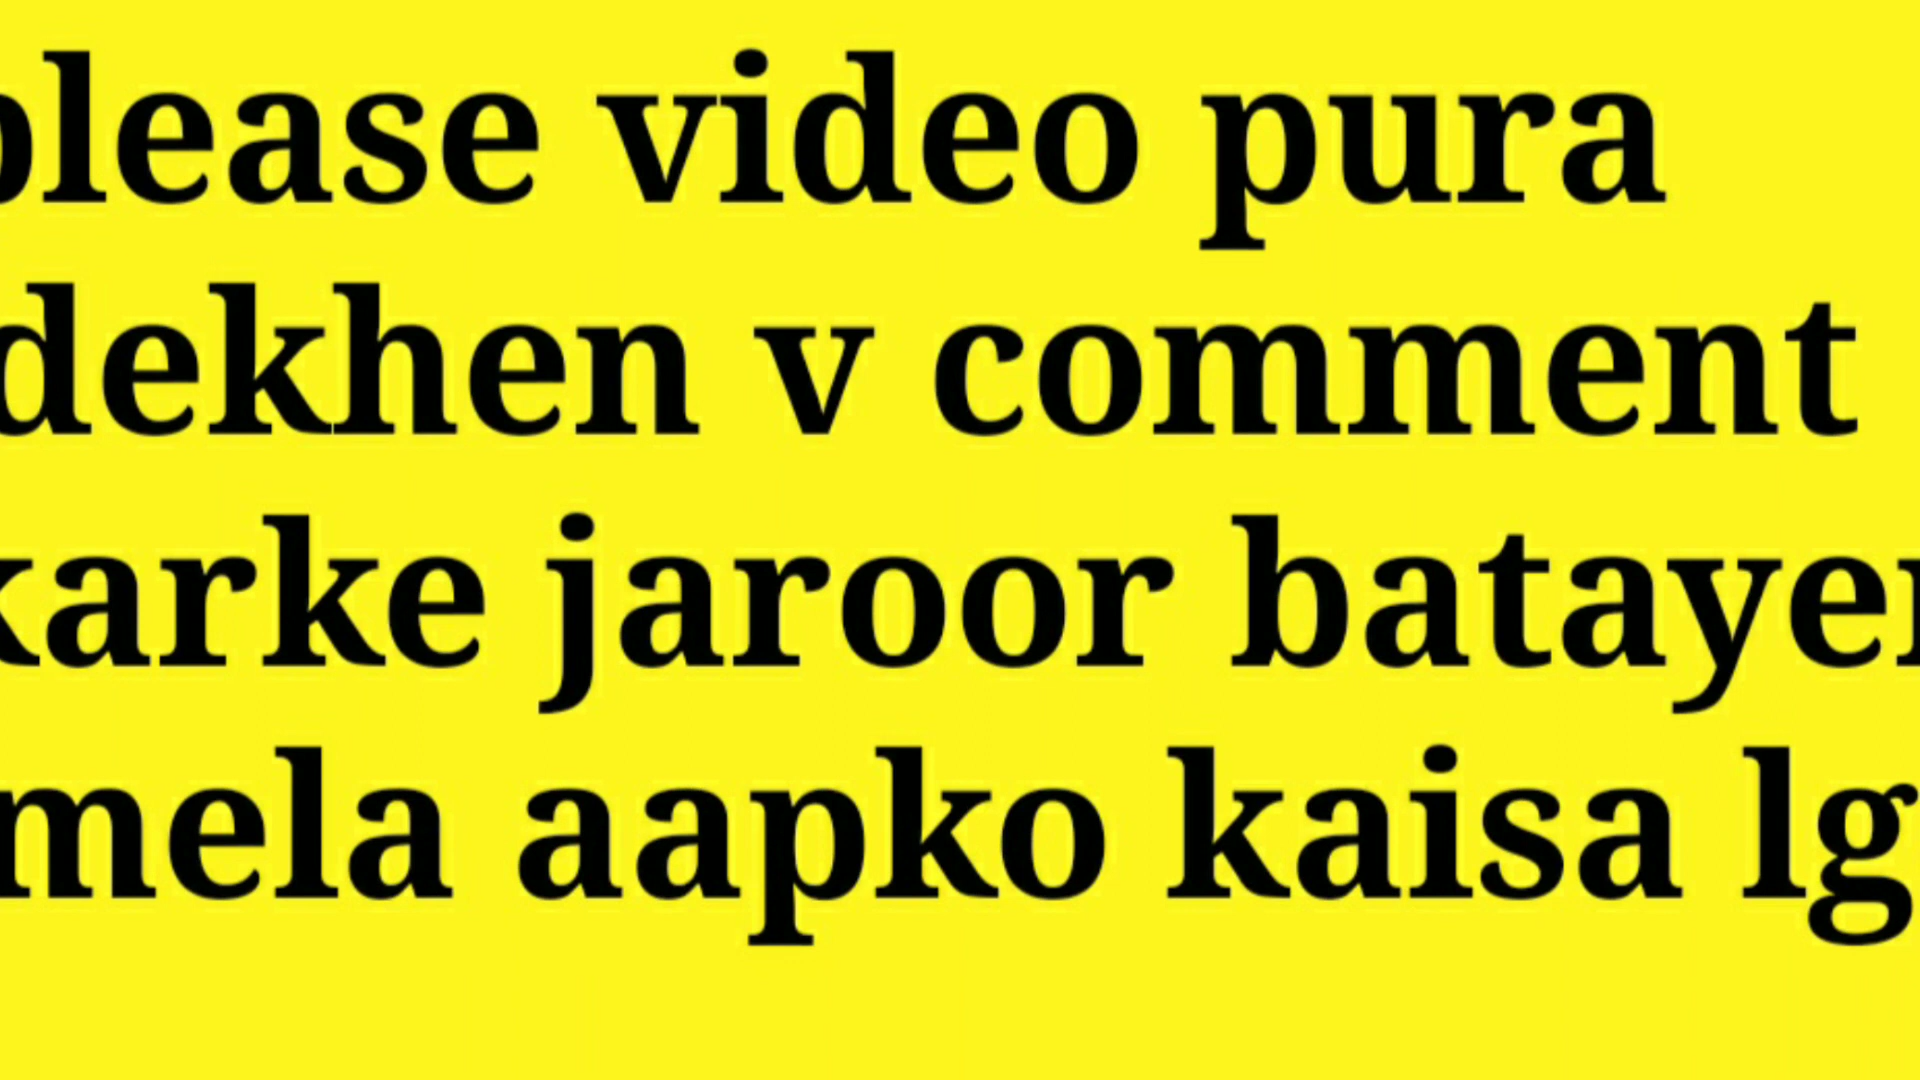 please video pura
dekhen v comment
karke jaroor batayen
mela aapko kaisa lg